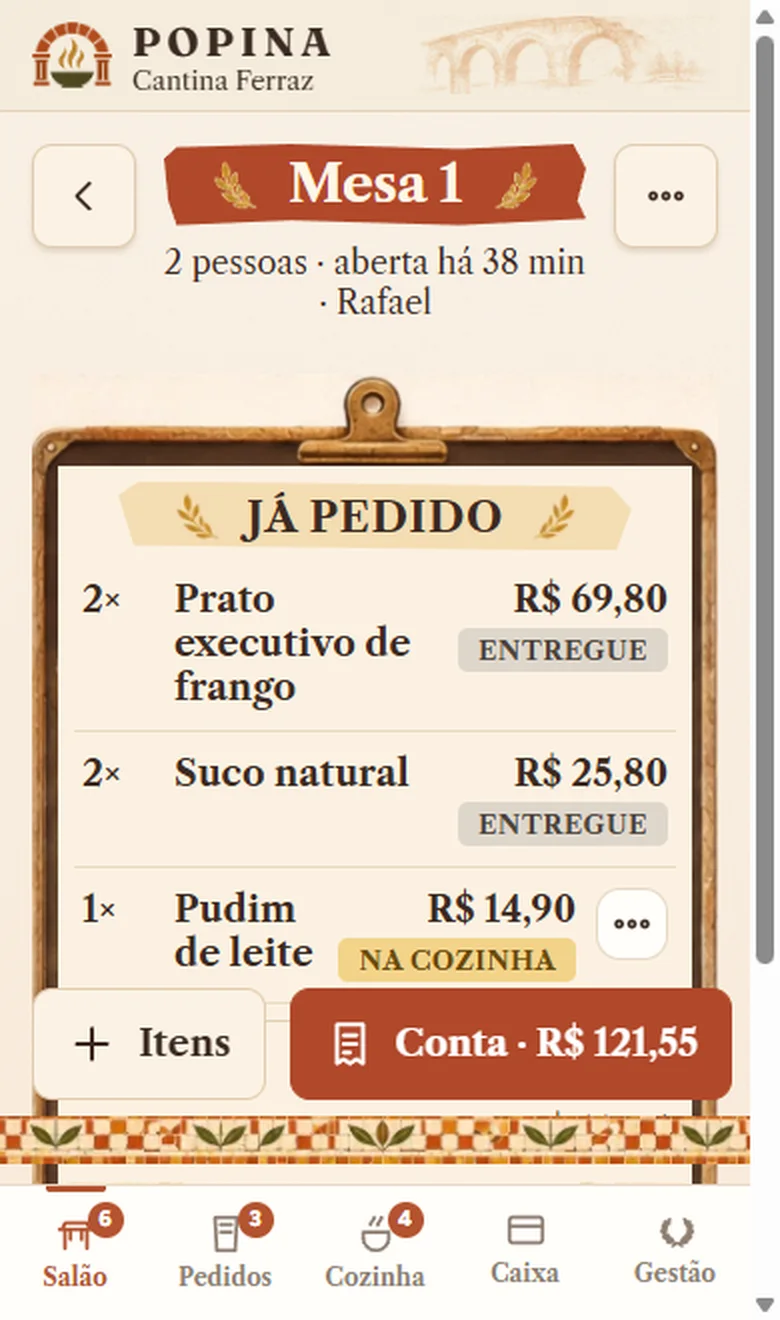 POPINA
Cantina Ferraz
Mesa 1
2 pessoas · aberta há 38 min
· Rafael
JÁ PEDIDO
2× Prato executivo de frango R$ 69,80
ENTREGUE
2× Suco natural R$ 25,80
ENTREGUE
1× Pudim de leite R$ 14,90
NA COZINHA
Itens
Conta · R$ 121,55
6
3
4
Salão
Pedidos
Cozinha
Caixa
Gestão